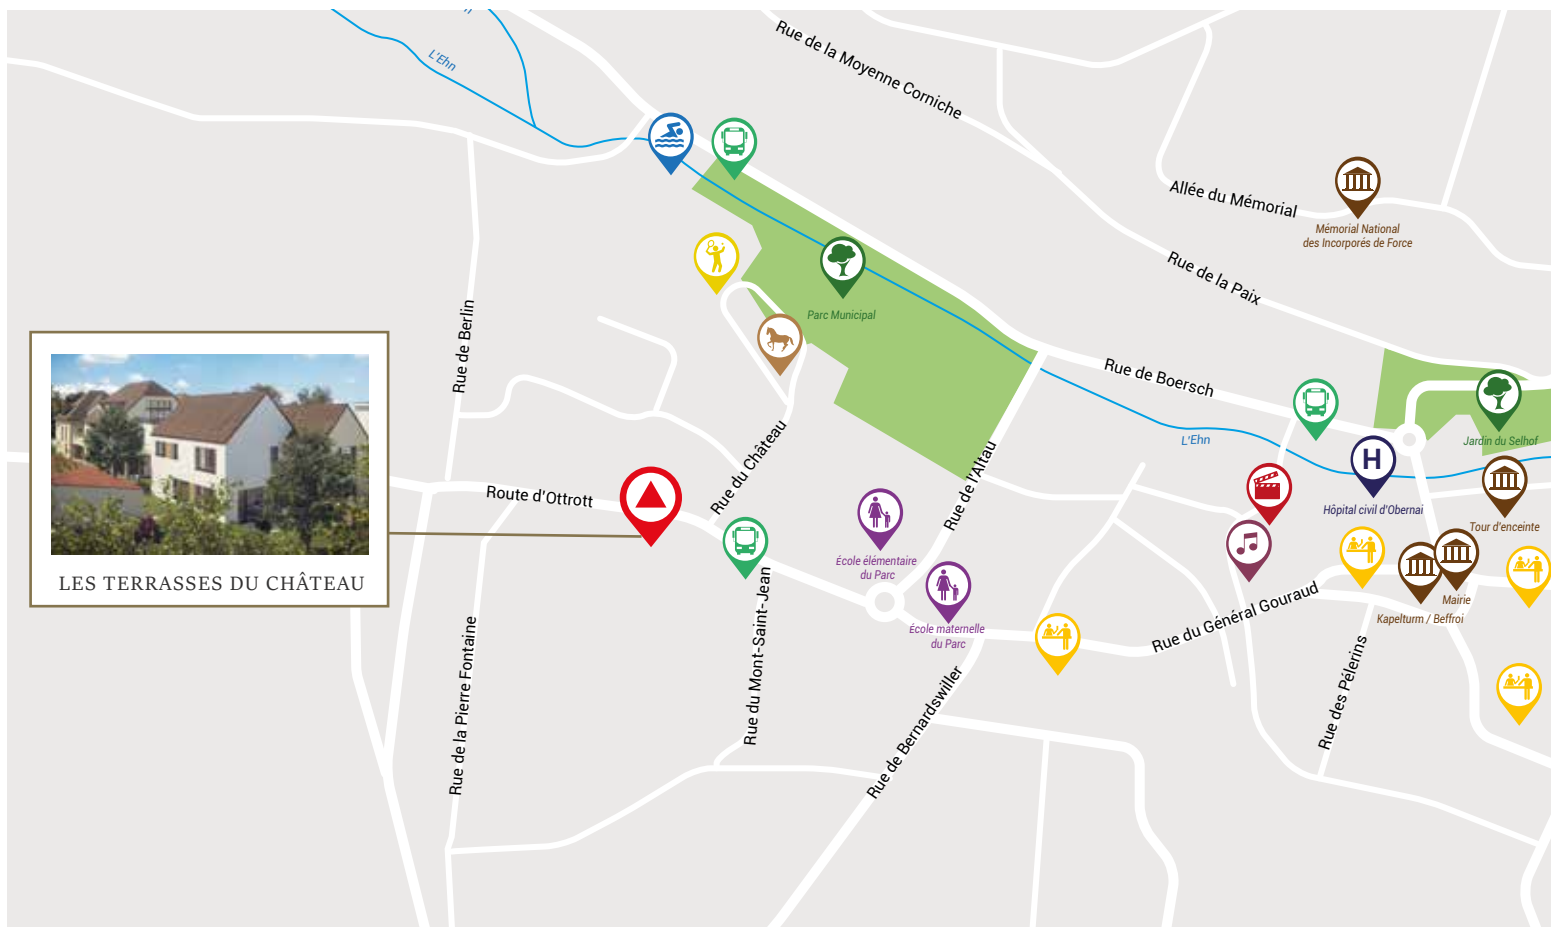 L'Ehn
Rue de la Moyenne Corniche
Allée du Mémorial
Mémorial National
des Incorporés de Force
Rue de la Paix
Parc Municipal
Rue de Berlin
Rue de Boersch
L'Ehn
Jardin du Selhof
Rue du Château
Rue de l'Altau
H
Hôpital civil d'Obernai
Tour d'enceinte
Route d'Ottrott
École élémentaire
du Parc
LES TERRASSES DU CHÂTEAU
Mairie
Kapelturm / Beffroi
École maternelle
du Parc
Rue du Général Gouraud
Rue du Mont-Saint-Jean
Rue de la Pierre Fontaine
Rue de Bernardswiller
Rue des Pélerins